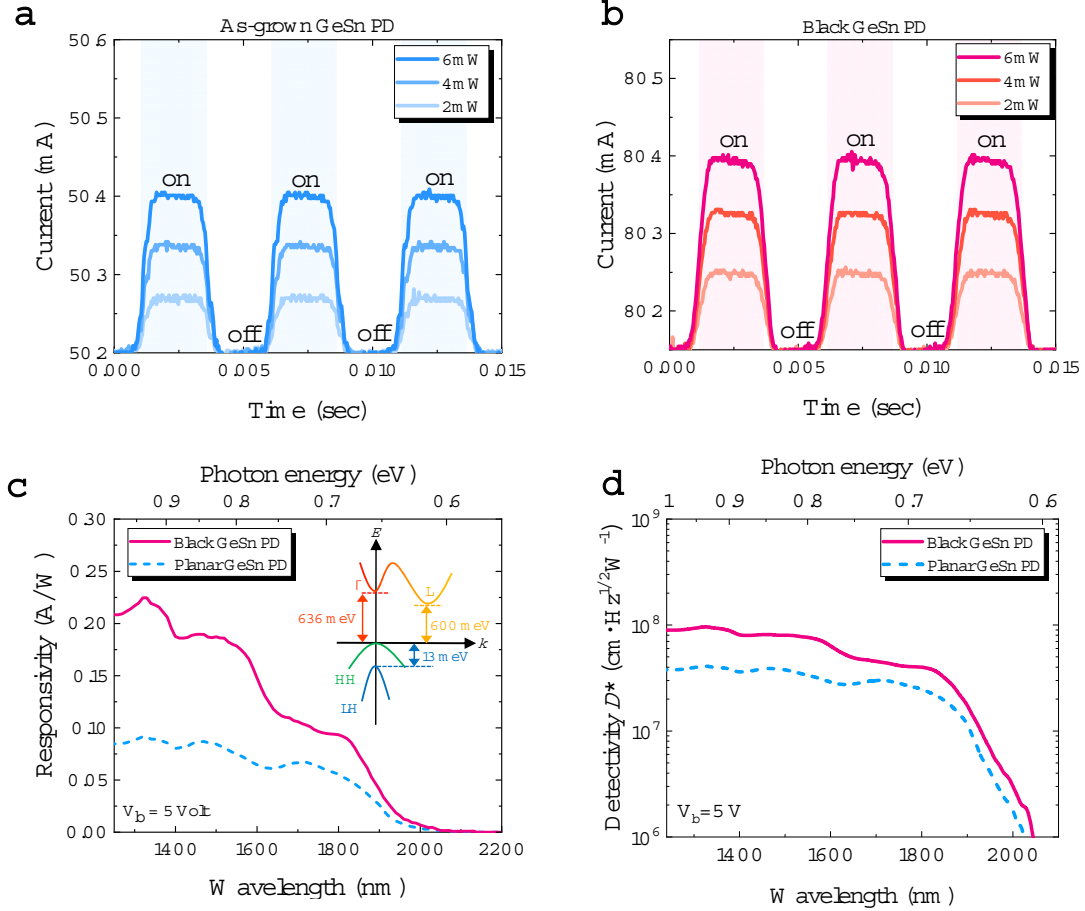 a
As-grown GeSn PD
50.6
50.5
50.4
50.3
50.2
Current (mA)
6mW
4mW
2mW
on
on
on
off
off
0.000
0.005
0.010
0.015
Time (sec)
b
Black GeSn PD
80.5
80.4
80.3
80.2
Current (mA)
6mW
4mW
2mW
on
on
on
off
off
0.000
0.005
0.010
0.015
Time (sec)
c
Photon energy (eV)
0.9
0.8
0.7
0.6
0.30
0.25
0.20
0.15
0.10
0.05
0.00
Responsivity (A/W)
Black GeSn PD
Planar GeSn PD
E
Γ
L
636 meV
600 meV
k
13 meV
HH
LH
V_b = 5 Volt
1400
1600
1800
2000
2200
Wavelength (nm)
d
Photon energy (eV)
1
0.9
0.8
0.7
0.6
10^9
10^8
10^7
10^6
Detectivity D* (cm·Hz^1/2 W^-1)
Black GeSn PD
Planar GeSn PD
V_b = 5 V
1400
1600
1800
2000
Wavelength (nm)